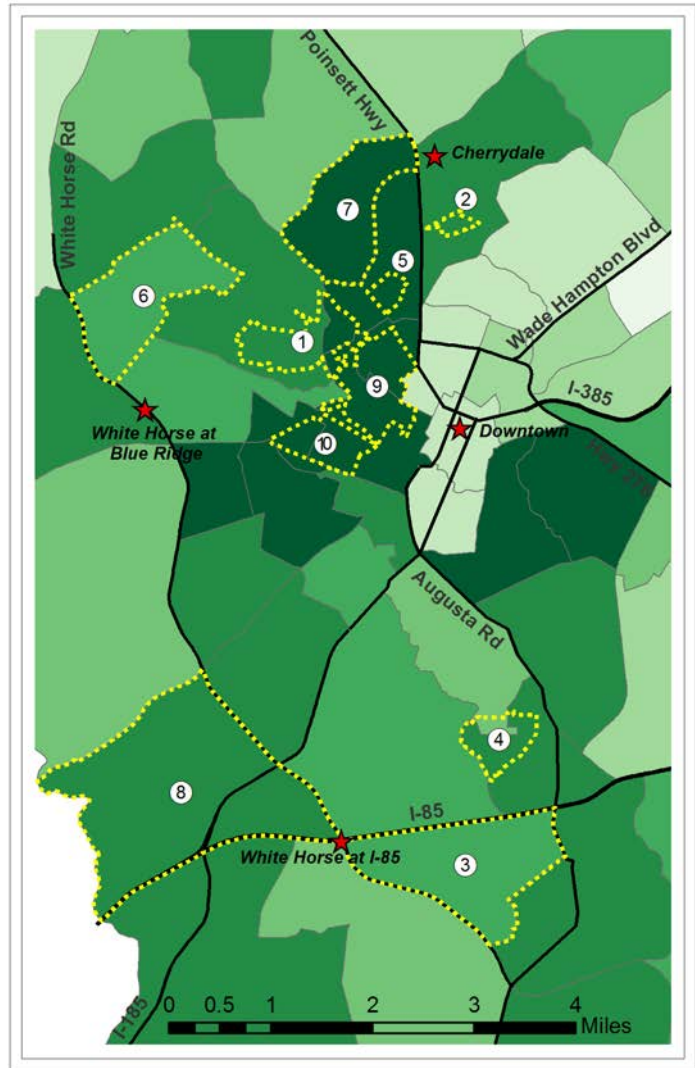 Poinsett Hwy
White Horse Rd
Cherrydale
2
7
5
Wade Hampton Blvd
6
1
I-385
9
White Horse at
Blue Ridge
10
Downtown
Hwy 276
Augusta Rd
4
8
I-85
White Horse at I-85
3
I-185
0 0.5 1 2 3 4
Miles